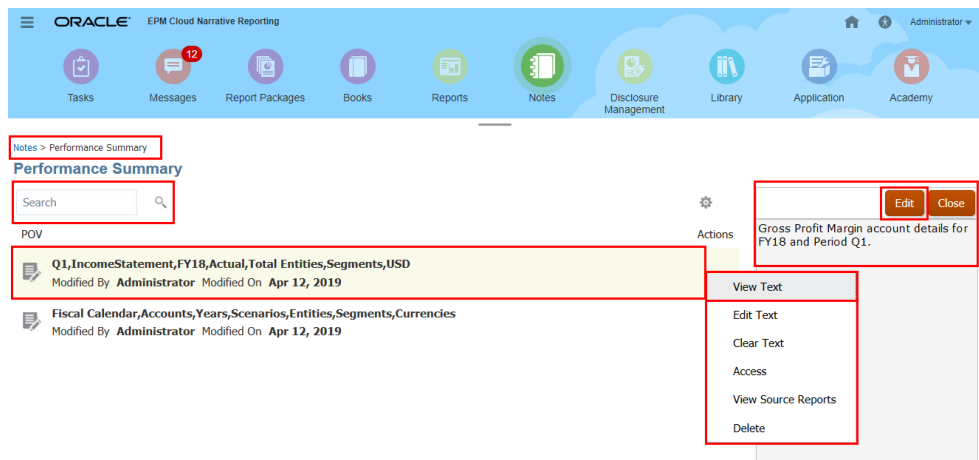 ORACLE EPM Cloud Narrative Reporting Administrator
12
Tasks Messages Report Packages Books Reports Notes Disclosure Management Library Application Academy
Notes > Performance Summary
Performance Summary
Search
Edit Close
POV Actions
Gross Profit Margin account details for
FY18 and Period Q1.
Q1,IncomeStatement,FY18,Actual,Total Entities,Segments,USD
Modified By Administrator Modified On Apr 12, 2019
Fiscal Calendar,Accounts,Years,Scenarios,Entities,Segments,Currencies
Modified By Administrator Modified On Apr 12, 2019
View Text
Edit Text
Clear Text
Access
View Source Reports
Delete